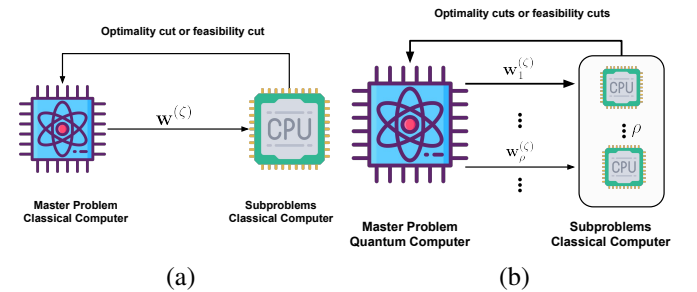 Optimality cut or feasibility cut
w^(ζ)
CPU
Master Problem
Classical Computer
Subproblems
Classical Computer
(a)
Optimality cuts or feasibility cuts
w_1^(ζ)
CPU
⋮
⋮ ρ
w_ρ^(ζ)
CPU
⋮
Master Problem
Quantum Computer
Subproblems
Classical Computer
(b)